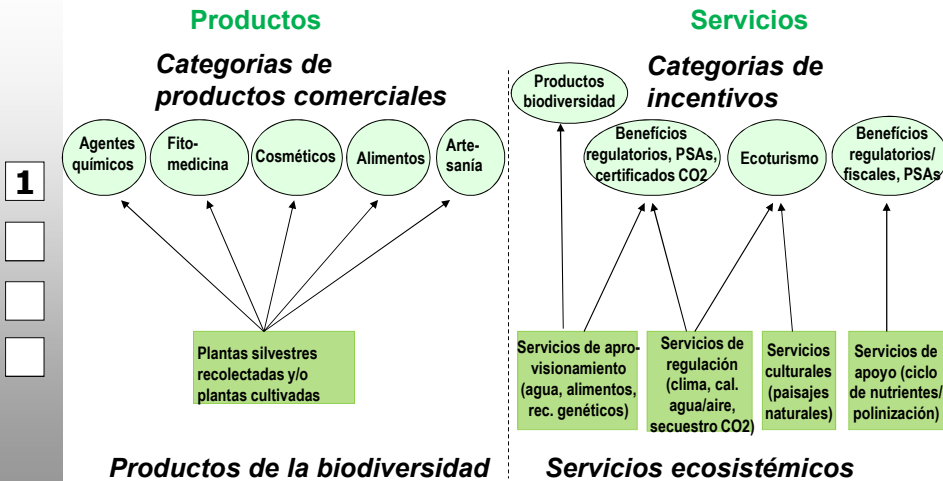 Productos
Servicios
Categorias de
productos comerciales
Categorias de
incentivos
Productos
biodiversidad
Agentes
químicos
Fito-
medicina
Cosméticos
Alimentos
Arte-
sanía
Benefícios
regulatorios, PSAs,
certificados CO2
Ecoturismo
Benefícios
regulatorios/
fiscales, PSAs
1
Plantas silvestres
recolectadas y/o
plantas cultivadas
Servicios de apro-
visionamiento
(agua, alimentos,
rec. genéticos)
Servicios de
regulación
(clima, cal.
agua/aire,
secuestro CO2)
Servicios
culturales
(paisajes
naturales)
Servicios de
apoyo (ciclo
de nutrientes/
polinización)
Productos de la biodiversidad
Servicios ecosistémicos